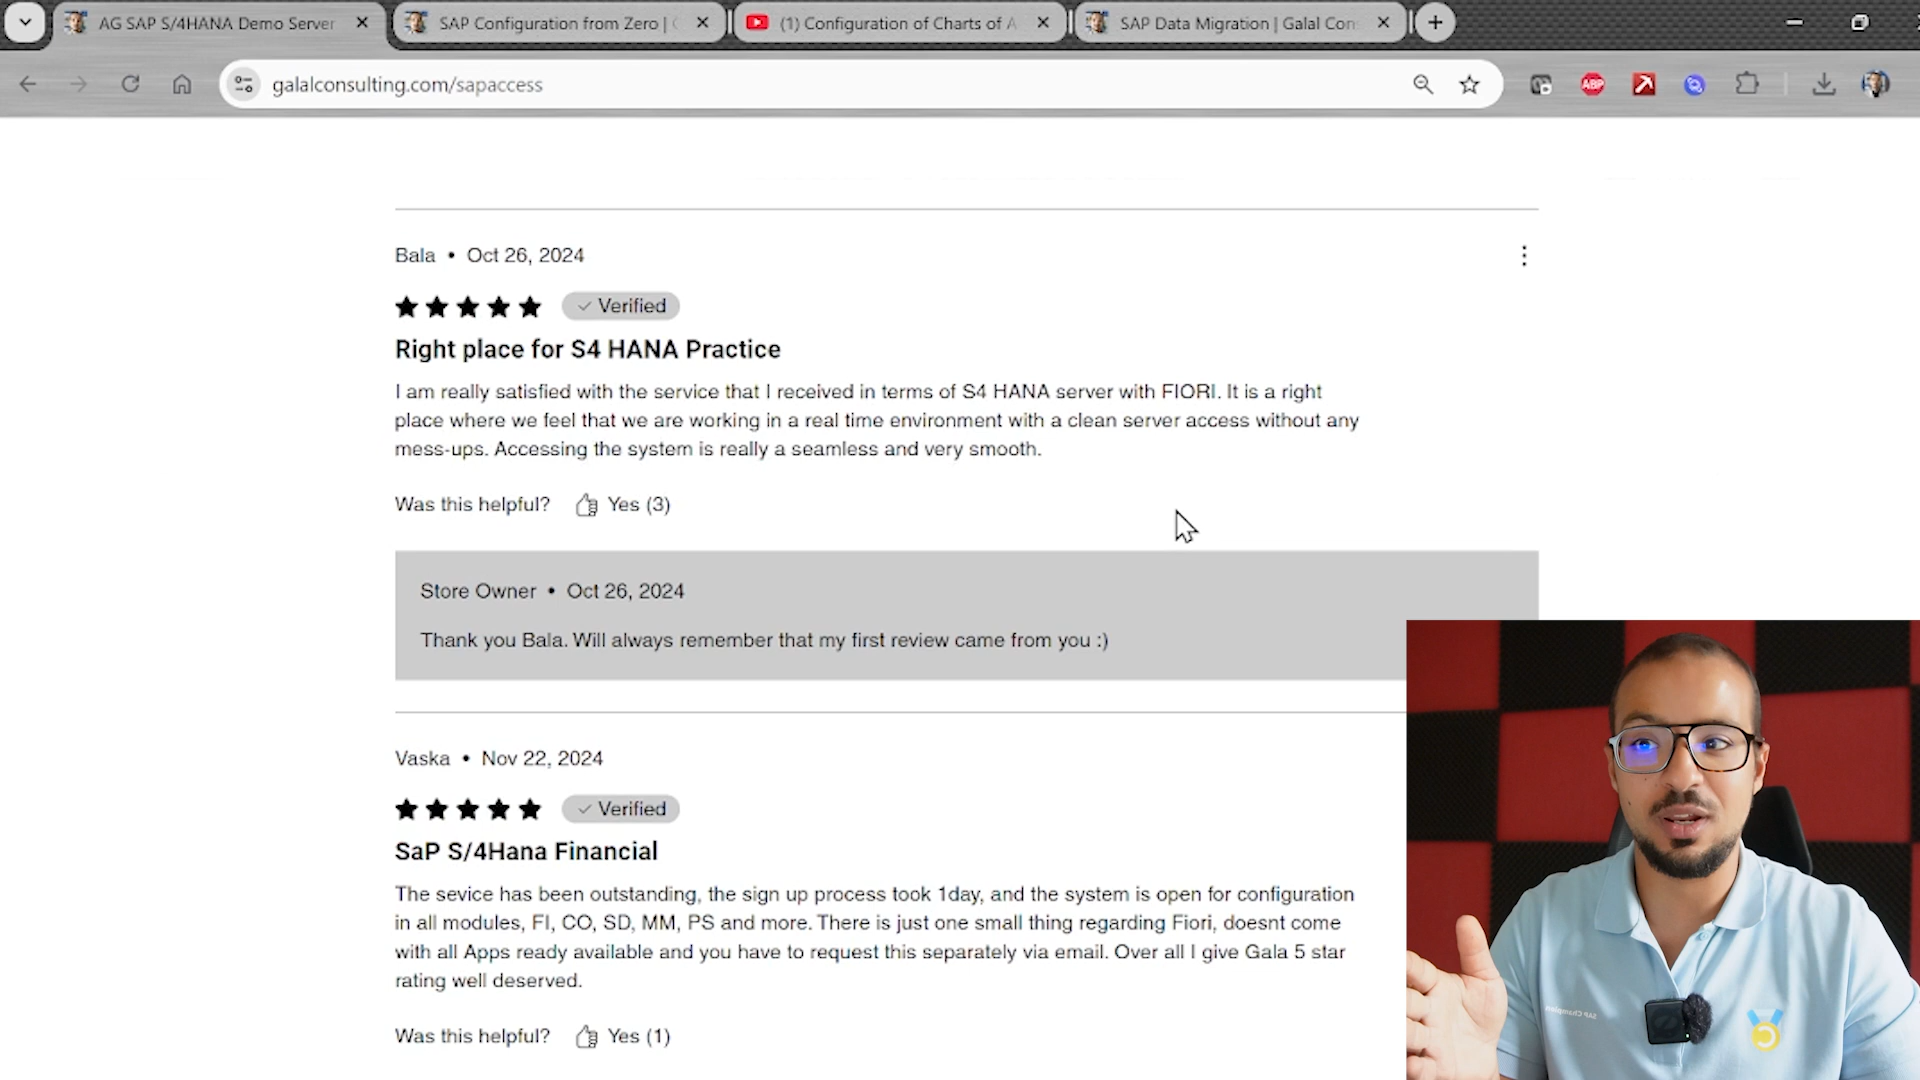 AG SAP S/4HANA Demo Server
SAP Configuration from Zero |
(1) Configuration of Charts of A
SAP Data Migration | Galal Con
galalconsulting.com/sapaccess
ABP
Bala • Oct 26, 2024
Verified
Right place for S4 HANA Practice
I am really satisfied with the service that I received in terms of S4 HANA server with FIORI. It is a right
place where we feel that we are working in a real time environment with a clean server access without any
mess-ups. Accessing the system is really a seamless and very smooth.
Was this helpful? Yes (3)
Store Owner • Oct 26, 2024
Thank you Bala. Will always remember that my first review came from you :)
Vaska • Nov 22, 2024
Verified
SaP S/4Hana Financial
The sevice has been outstanding, the sign up process took 1day, and the system is open for configuration
in all modules, FI, CO, SD, MM, PS and more. There is just one small thing regarding Fiori, doesnt come
with all Apps ready available and you have to request this separately via email. Over all I give Gala 5 star
rating well deserved.
Was this helpful? Yes (1)
SAP Champion